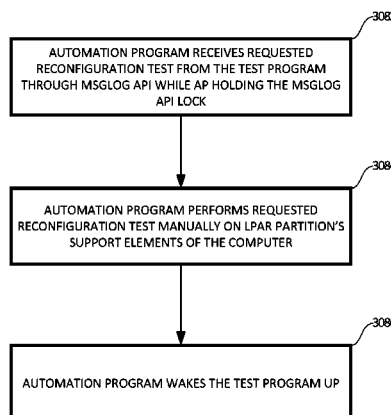 308
AUTOMATION PROGRAM RECEIVES REQUESTED
RECONFIGURATION TEST FROM THE TEST PROGRAM
THROUGH MSGLOG API WHILE AP HOLDING THE MSGLOG
API LOCK
308
AUTOMATION PROGRAM PERFORMS REQUESTED
RECONFIGURATION TEST MANUALLY ON LPAR PARTITION'S
SUPPORT ELEMENTS OF THE COMPUTER
308
AUTOMATION PROGRAM WAKES THE TEST PROGRAM UP